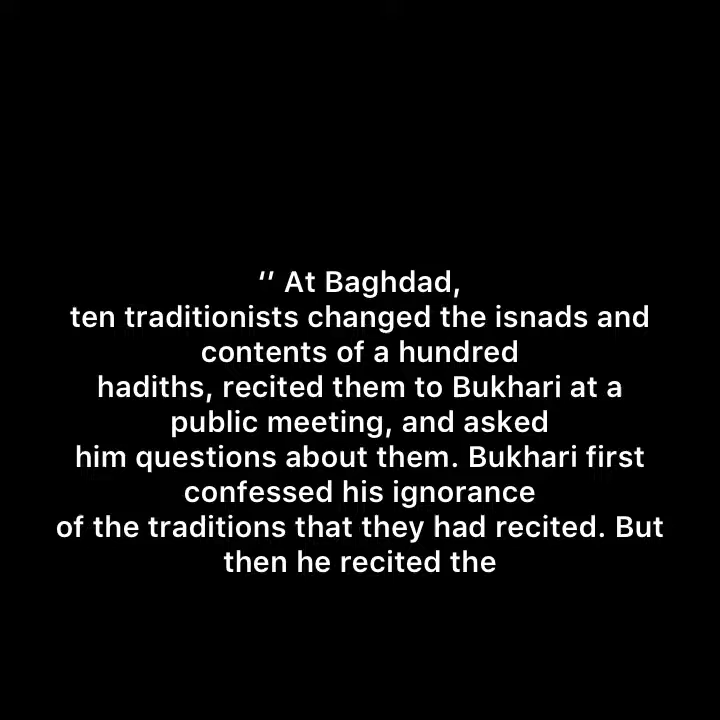 ‘’ At Baghdad,
ten traditionists changed the isnads and
contents of a hundred
hadiths, recited them to Bukhari at a
public meeting, and asked
him questions about them. Bukhari first
confessed his ignorance
of the traditions that they had recited. But
then he recited the